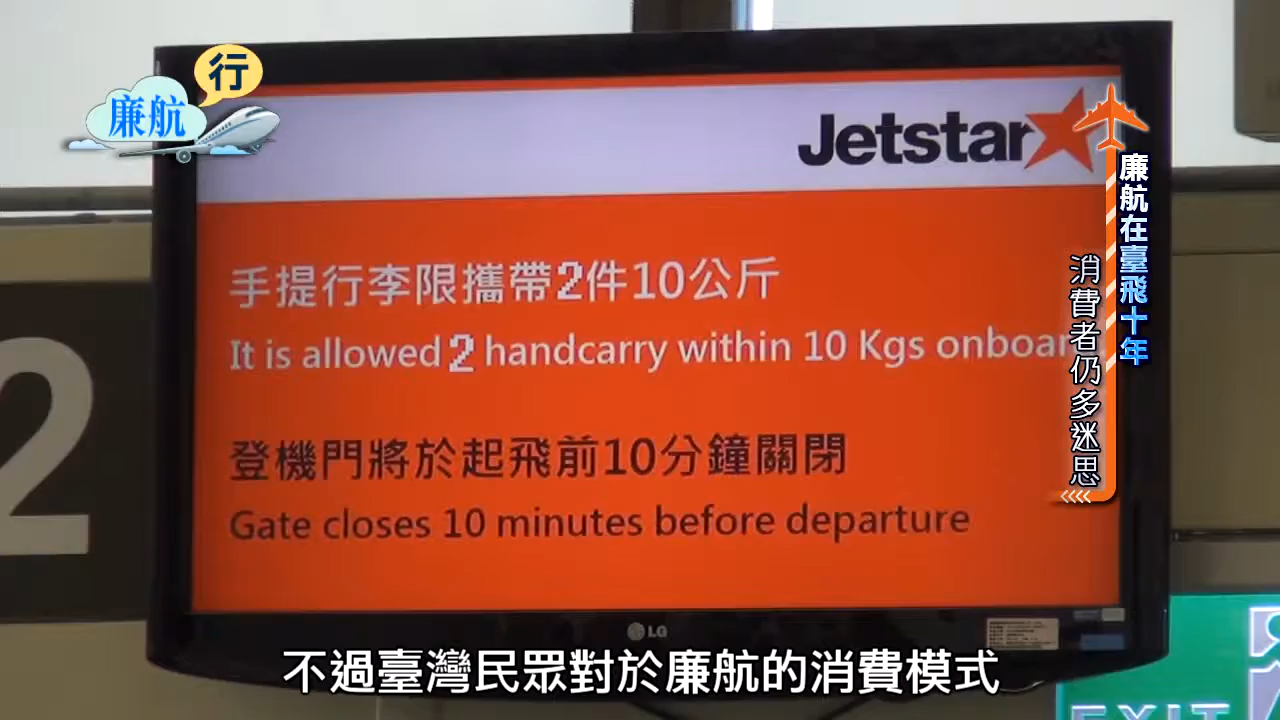 行
廉航
Jetstar
廉航在臺飛十年
消費者仍多迷思
手提行李限攜帶2件10公斤
It is allowed 2 handcarry within 10 Kgs onboar
登機門將於起飛前10分鐘關閉
Gate closes 10 minutes before departure
2
LG
不過臺灣民眾對於廉航的消費模式
EXIT